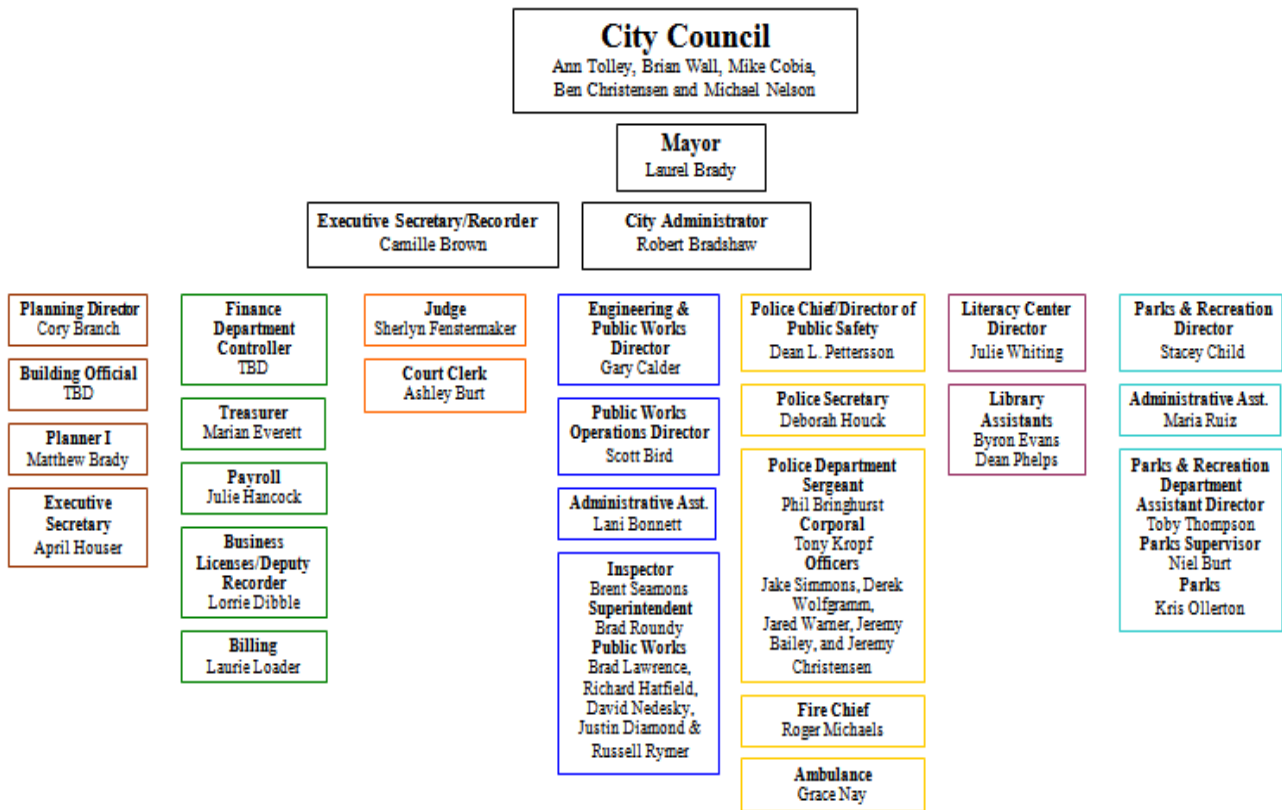 City Council
Ann Tolley, Brian Wall, Mike Cobia,
Ben Christensen and Michael Nelson
Mayor
Laurel Brady
Executive Secretary/Recorder
Camille Brown
City Administrator
Robert Bradshaw
Planning Director
Cory Branch
Building Official
TBD
Planner I
Matthew Brady
Executive
Secretary
April Houser
Finance
Department
Controller
TBD
Treasurer
Marian Everett
Payroll
Julie Hancock
Business
Licenses/Deputy
Recorder
Lorrie Dibble
Billing
Laurie Loader
Judge
Sherlyn Fenstermaker
Court Clerk
Ashley Burt
Engineering &
Public Works
Director
Gary Calder
Public Works
Operations Director
Scott Bird
Administrative Asst.
Lani Bonnett
Inspector
Brent Seamons
Superintendent
Brad Roundy
Public Works
Brad Lawrence,
Richard Hatfield,
David Nedesky,
Justin Diamond &
Russell Rymer
Police Chief/Director of
Public Safety
Dean L. Pettersson
Police Secretary
Deborah Houck
Police Department
Sergeant
Phil Bringhurst
Corporal
Tony Kropf
Officers
Jake Simmons, Derek
Wolfgramm,
Jared Warner, Jeremy
Bailey, and Jeremy
Christensen
Fire Chief
Roger Michaels
Ambulance
Grace Nay
Literacy Center
Director
Julie Whiting
Library
Assistants
Byron Evans
Dean Phelps
Parks & Recreation
Director
Stacey Child
Administrative Asst.
Maria Ruiz
Parks & Recreation
Department
Assistant Director
Toby Thompson
Parks Supervisor
Niel Burt
Parks
Kris Ollerton